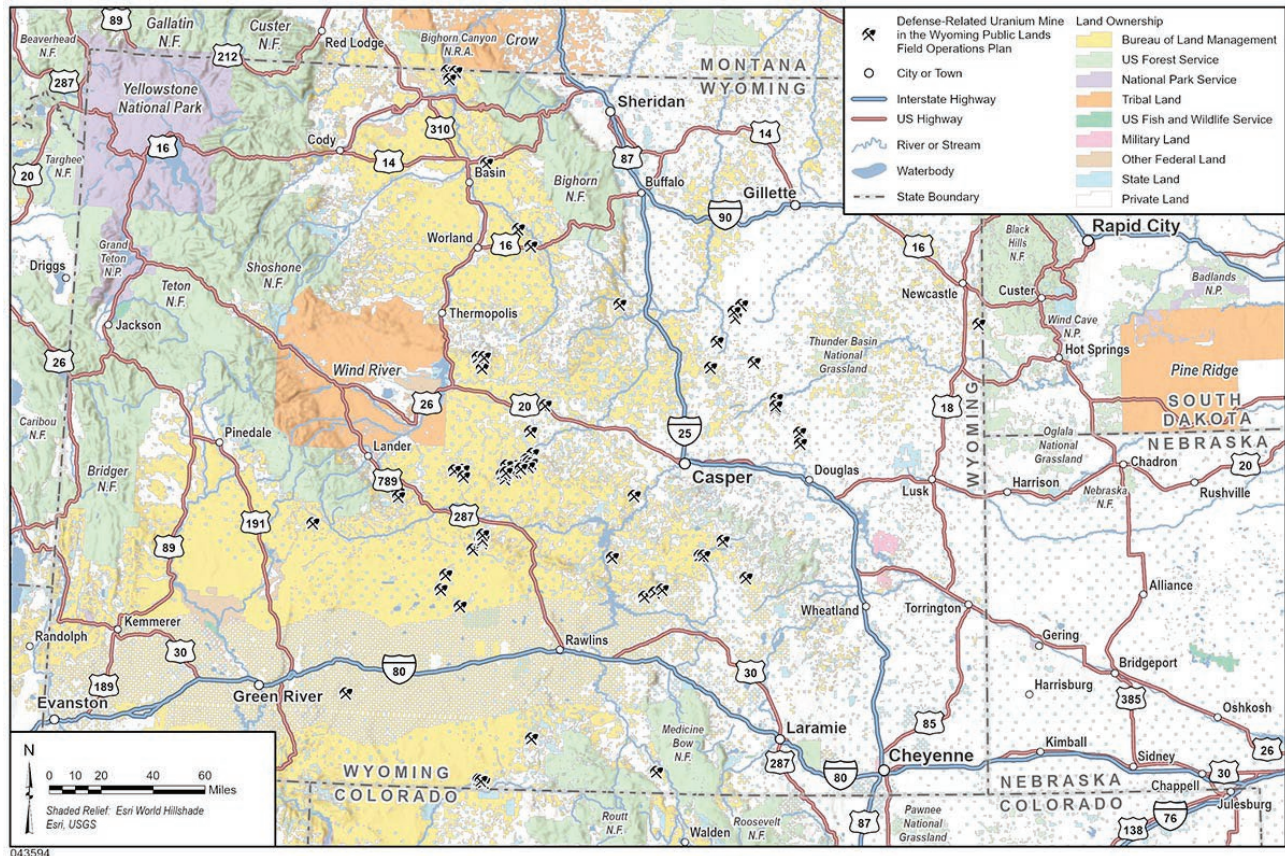 89
Gallatin
N.F.
Custer
N.F.
Beaverhead
N.F.
212
Red Lodge
Bighorn Canyon
N.R.A.
Crow
287
MONTANA
WYOMING
Yellowstone
National Park
Sheridan
310
16
Cody
14
87
14
Targhee
N.F.
20
Basin
Bighorn
N.F.
Buffalo
Gillette
90
Worland
16
Grand
Teton
N.P.
Driggs
Shoshone
N.F.
Teton
N.F.
Thermopolis
Jackson
26
Wind River
26
20
Caribou
N.F.
Pinedale
Lander
Bridger
N.F.
789
287
191
89
25
Casper
Douglas
Kemmerer
Randolph
30
189
Evanston
Green River
80
Rawlins
30
Wheatland
Laramie
287
80
Cheyenne
87
85
Medicine
Bow
N.F.
Routt
N.F.
Walden
Roosevelt
N.F.
Pawnee
National
Grassland
WYOMING
COLORADO
16
Newcastle
Black
Hills
N.F.
Rapid City
Custer
Badlands
N.P.
Wind Cave
N.P.
Hot Springs
Thunder Basin
National
Grassland
Pine Ridge
18
WYOMING
SOUTH
DAKOTA
NEBRASKA
Oglala
National
Grassland
Chadron
20
Lusk
Harrison
Nebraska
N.F.
Rushville
Alliance
Torrington
Gering
Bridgeport
Harrisburg
385
Oshkosh
26
Kimball
Sidney
30
Chappell
NEBRASKA
COLORADO
Julesburg
76
138
Defense-Related Uranium Mine
in the Wyoming Public Lands
Field Operations Plan
City or Town
Interstate Highway
US Highway
River or Stream
Waterbody
State Boundary
Land Ownership
Bureau of Land Management
US Forest Service
National Park Service
Tribal Land
US Fish and Wildlife Service
Military Land
Other Federal Land
State Land
Private Land
N
0 10 20 40 60
Miles
Shaded Relief: Esri World Hillshade
Esri, USGS
043594